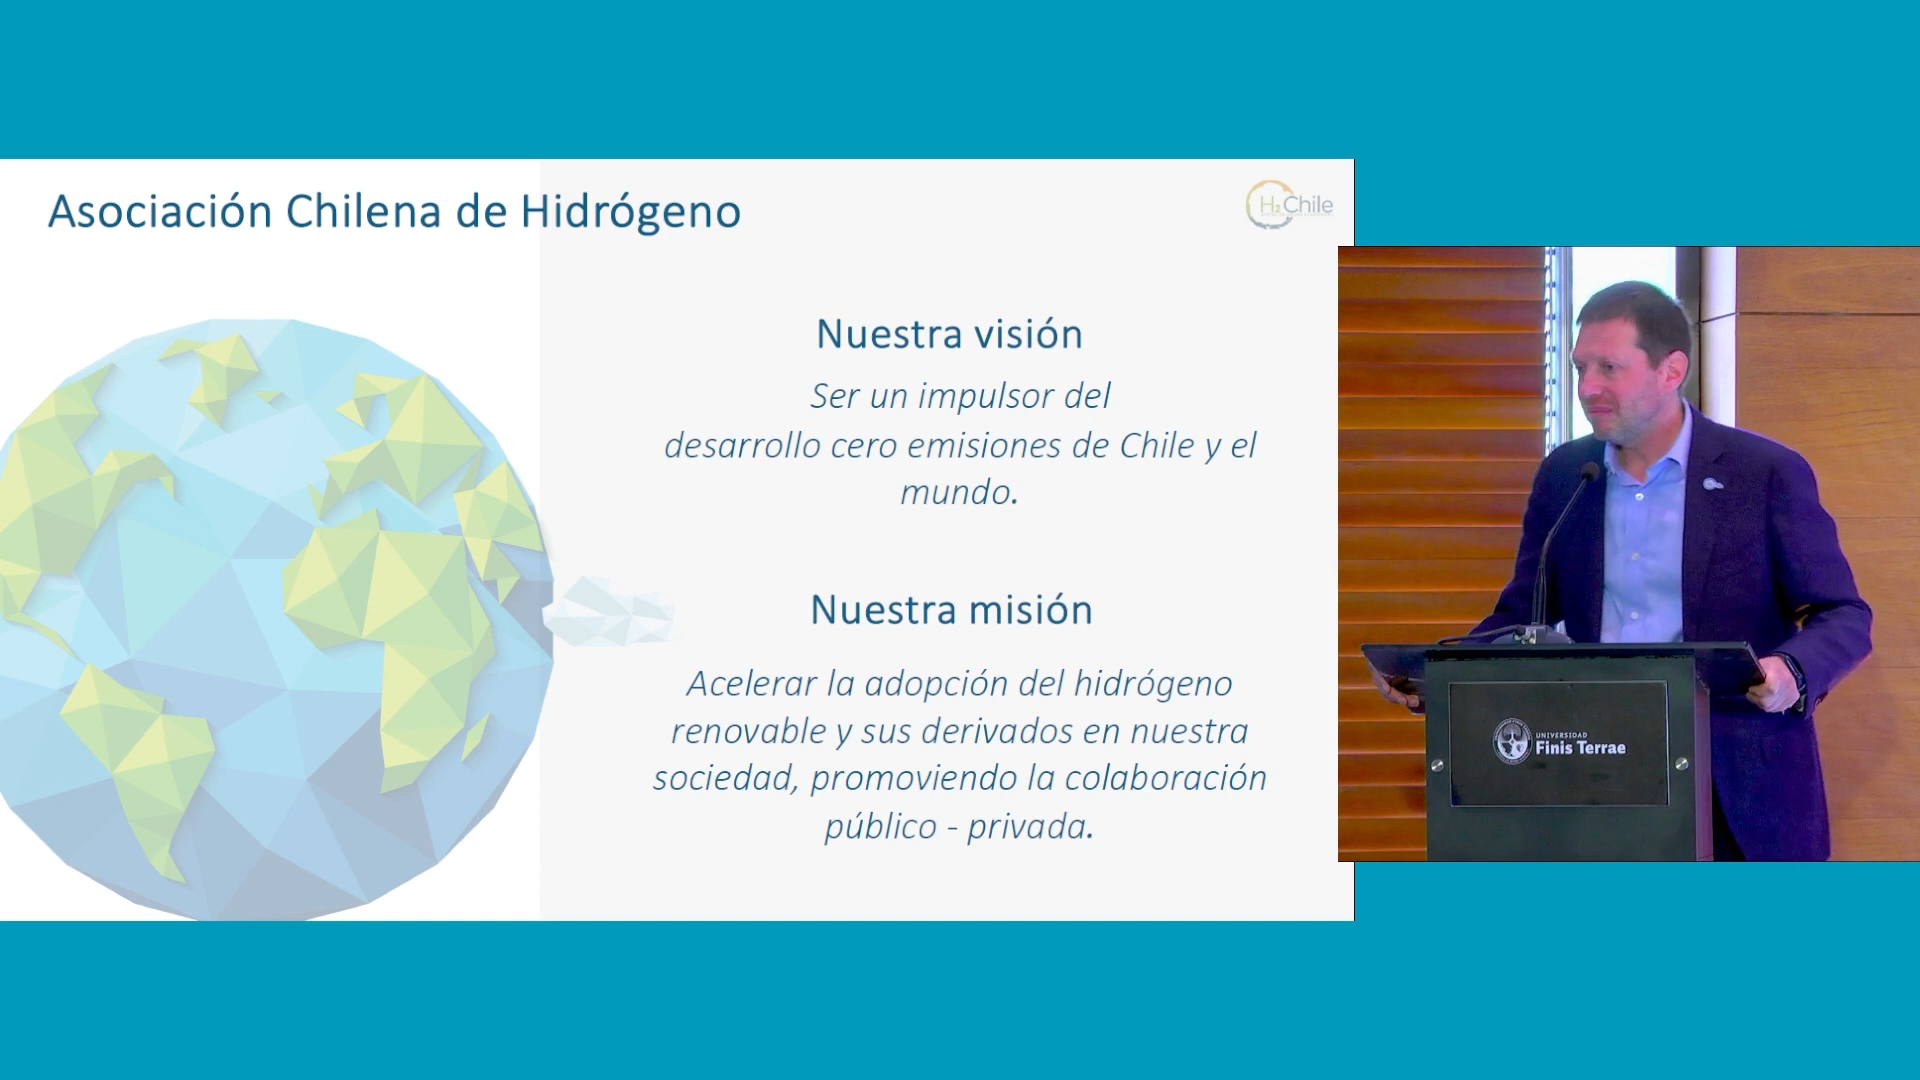 Asociación Chilena de Hidrógeno
H2Chile
Nuestra visión
Ser un impulsor del
desarrollo cero emisiones de Chile y el
mundo.
Nuestra misión
Acelerar la adopción del hidrógeno
renovable y sus derivados en nuestra
sociedad, promoviendo la colaboración
público - privada.
UNIVERSIDAD
Finis Terrae